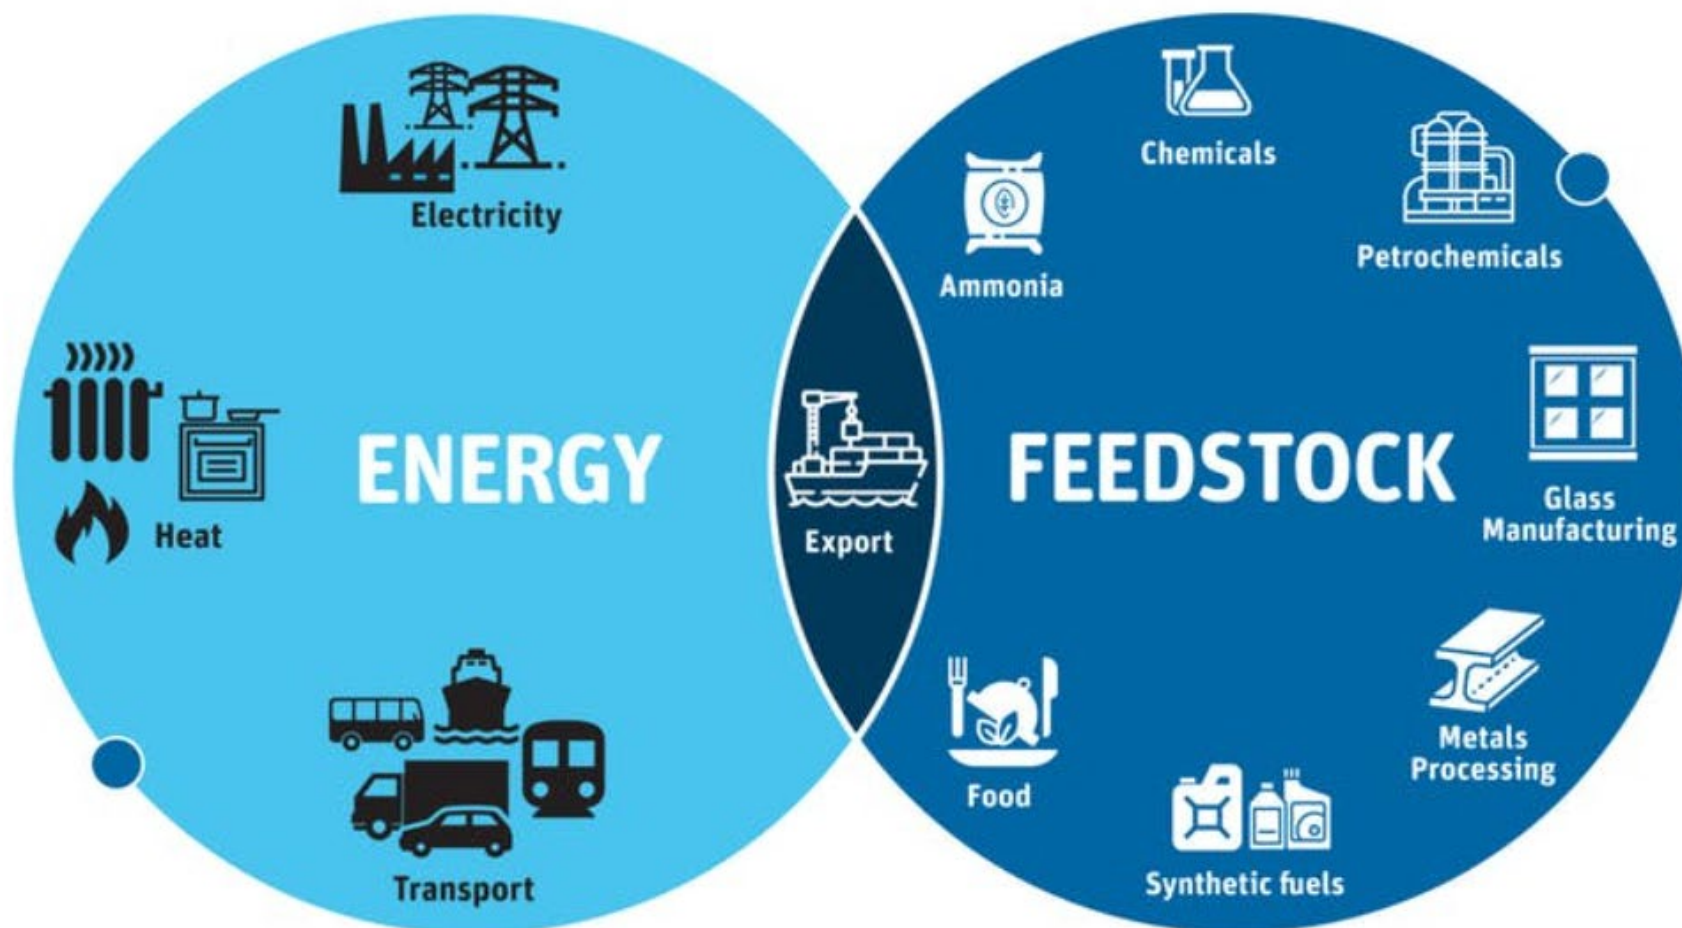 Electricity
Heat
ENERGY
Transport
Export
Chemicals
Ammonia
Petrochemicals
FEEDSTOCK
Glass
Manufacturing
Metals
Processing
Food
Synthetic fuels